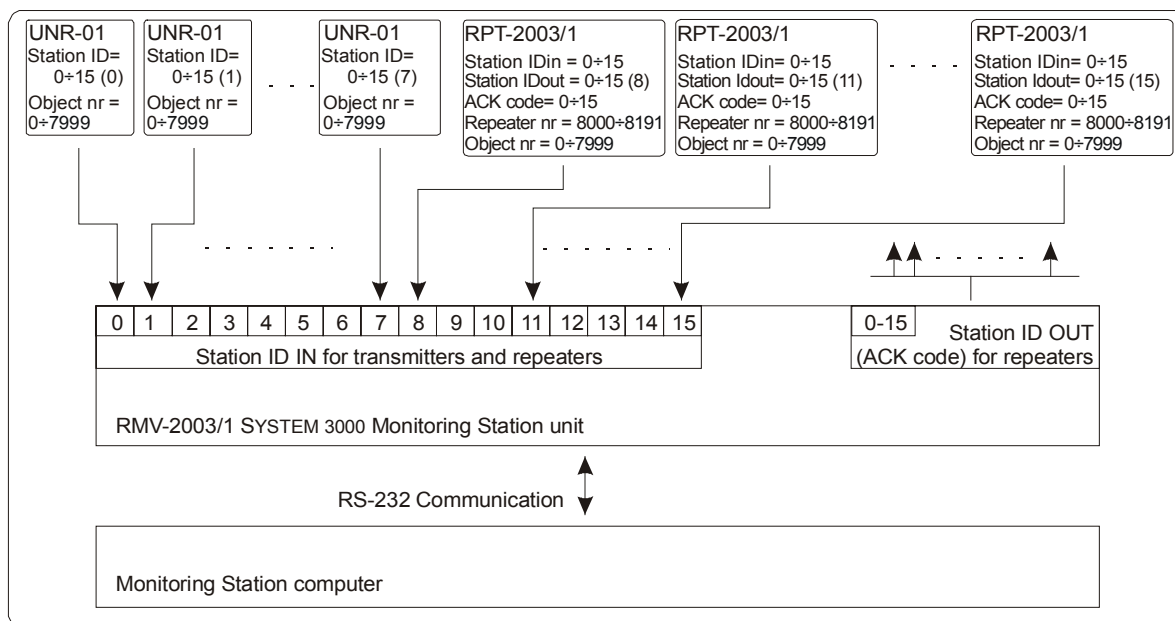 UNR-01
Station ID=
0÷15 (0)
Object nr =
0÷7999
UNR-01
Station ID=
0÷15 (1)
Object nr =
0÷7999
UNR-01
Station ID=
0÷15 (7)
Object nr =
0÷7999
RPT-2003/1
Station IDin = 0÷15
Station IDout = 0÷15 (8)
ACK code= 0÷15
Repeater nr = 8000÷8191
Object nr = 0÷7999
RPT-2003/1
Station IDin= 0÷15
Station Idout= 0÷15 (11)
ACK code= 0÷15
Repeater nr = 8000÷8191
Object nr = 0÷7999
RPT-2003/1
Station IDin= 0÷15
Station Idout= 0÷15 (15)
ACK code= 0÷15
Repeater nr = 8000÷8191
Object nr = 0÷7999
0 1 2 3 4 5 6 7 8 9 10 11 12 13 14 15
Station ID IN for transmitters and repeaters
0-15
Station ID OUT
(ACK code) for repeaters
RMV-2003/1 SYSTEM 3000 Monitoring Station unit
RS-232 Communication
Monitoring Station computer